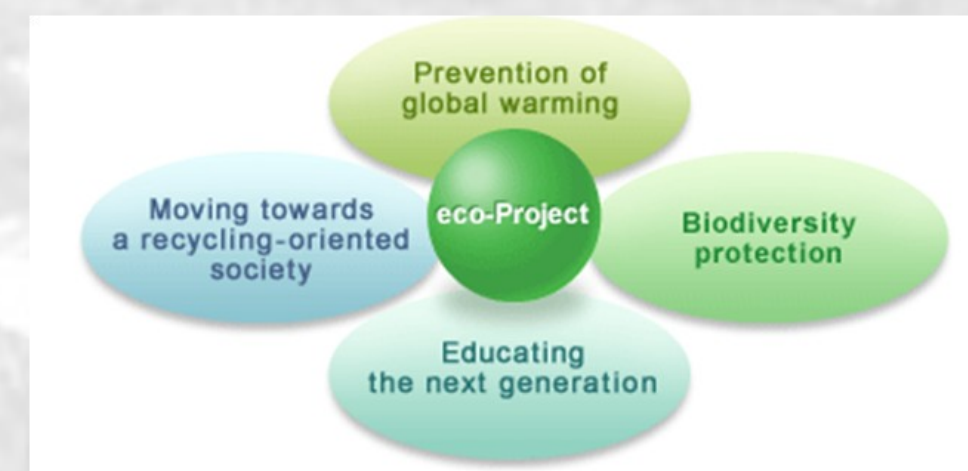 Prevention of
global warming
eco-Project
Moving towards
a recycling-oriented
society
Biodiversity
protection
Educating
the next generation